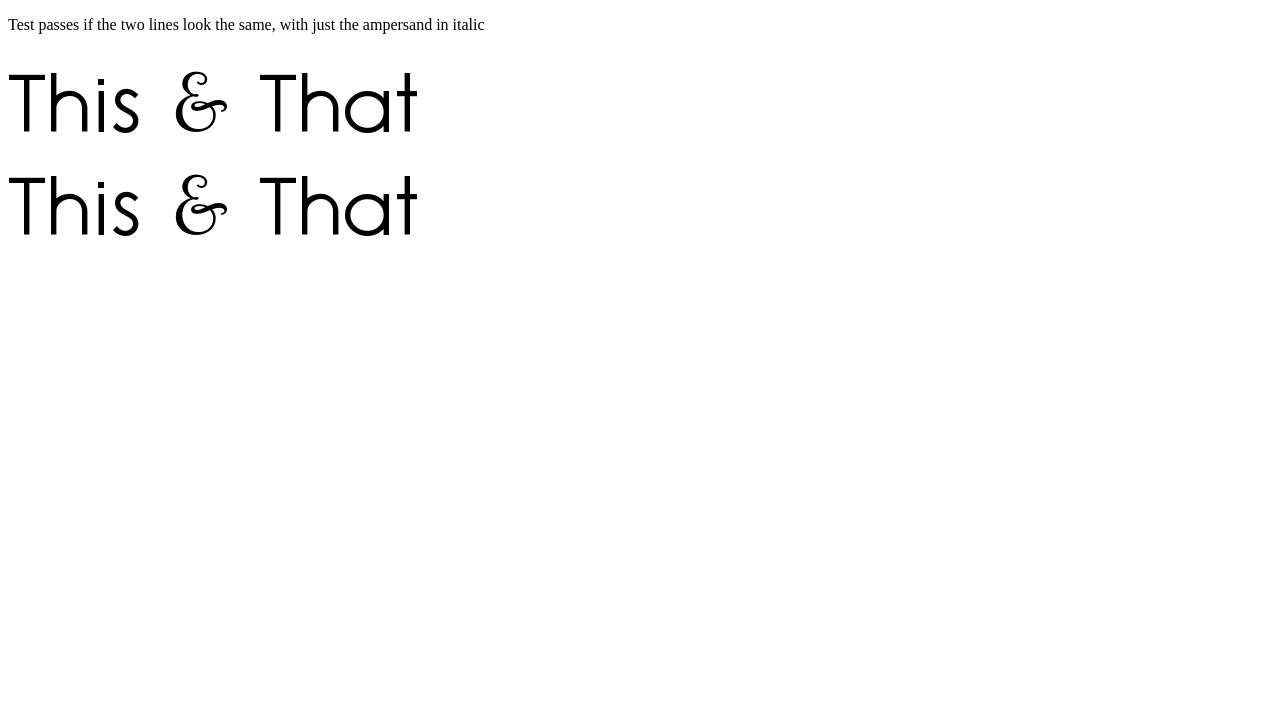 Test passes if the two lines look the same, with just the ampersand in italic
This & That
This & That